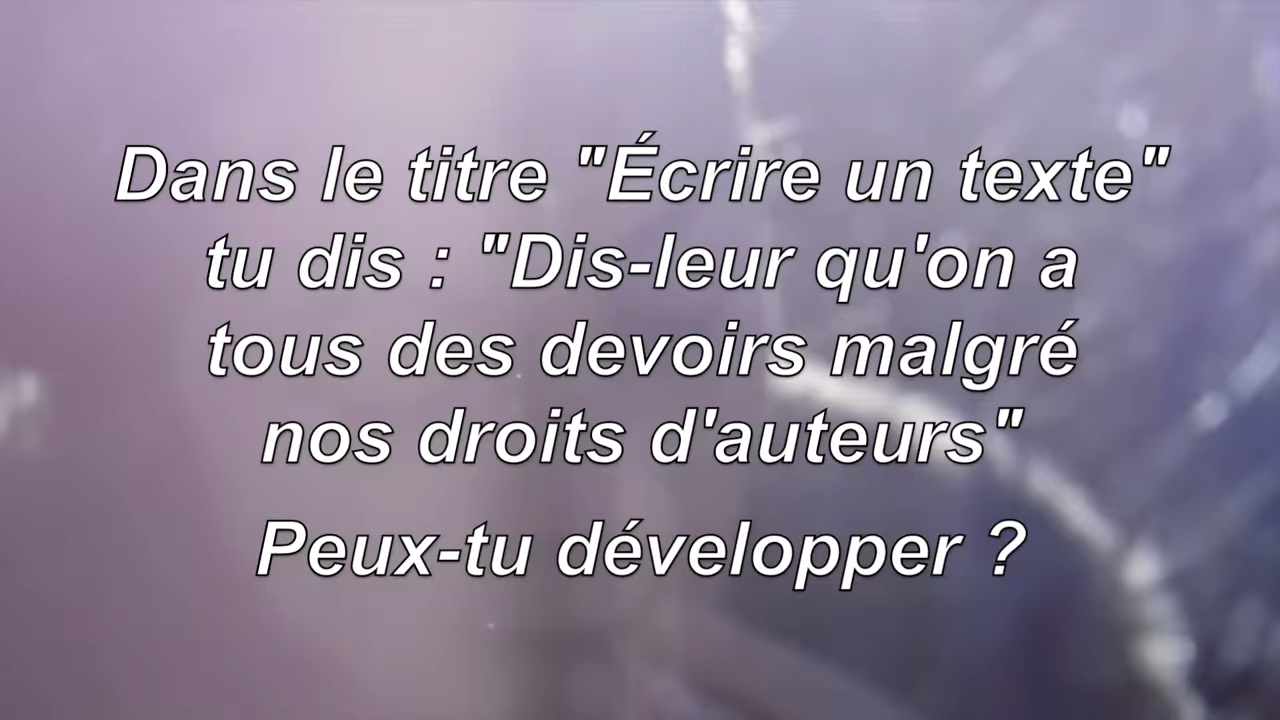 Dans le titre "Écrire un texte"
tu dis : "Dis-leur qu'on a
tous des devoirs malgré
nos droits d'auteurs"
Peux-tu développer ?